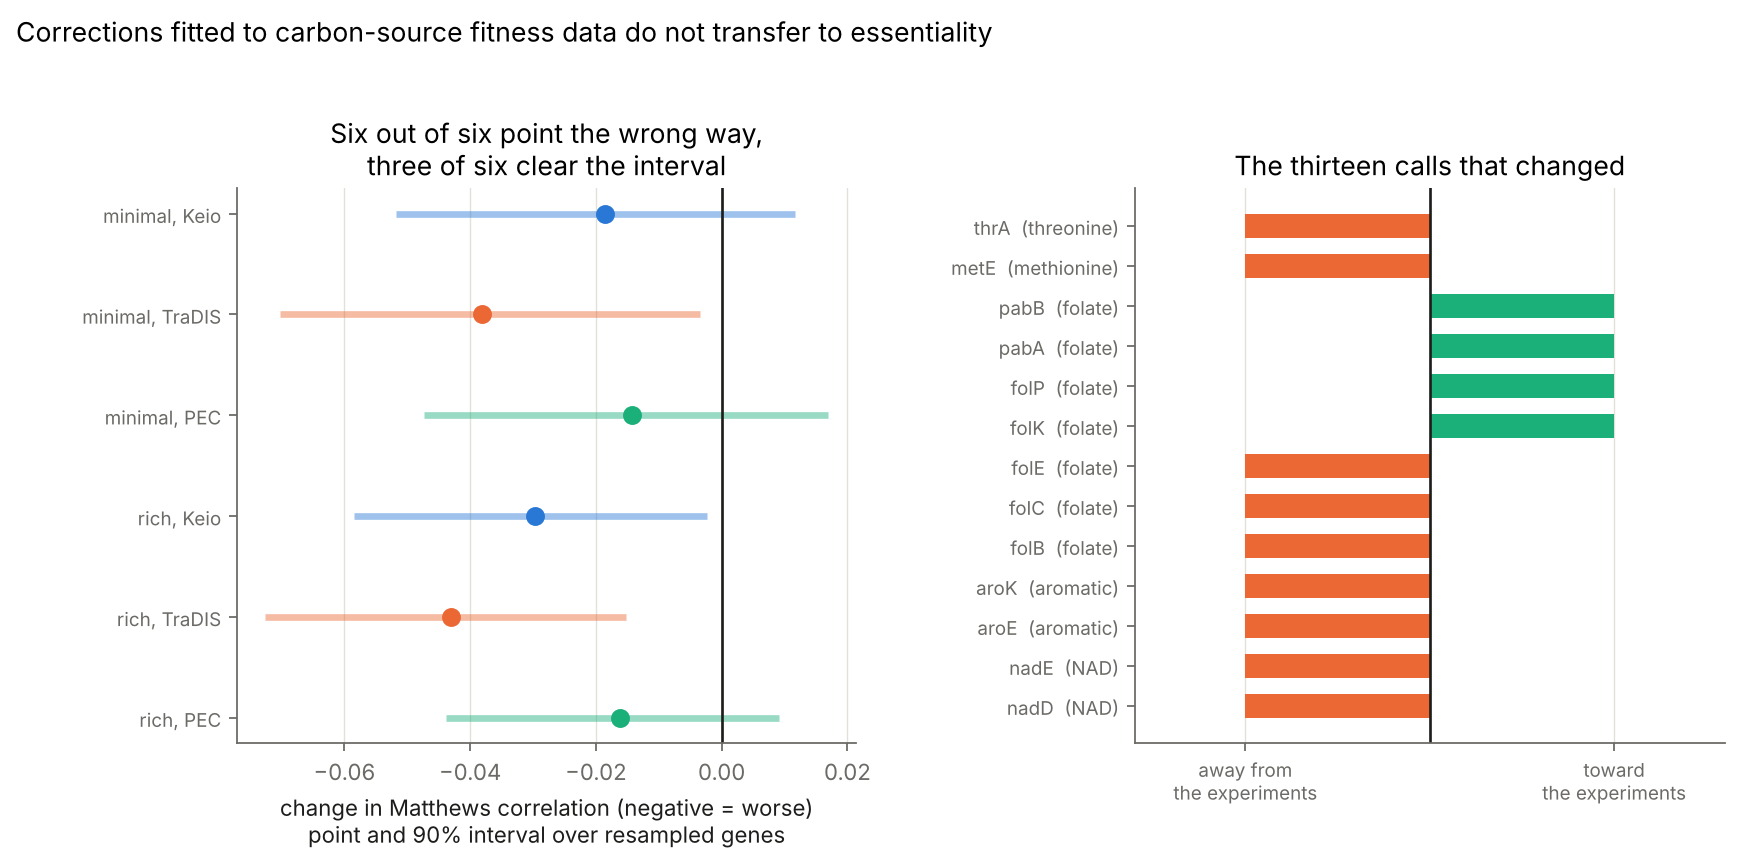 Corrections fitted to carbon-source fitness data do not transfer to essentiality
Six out of six point the wrong way,
three of six clear the interval
minimal, Keio
minimal, TraDIS
minimal, PEC
rich, Keio
rich, TraDIS
rich, PEC
−0.06
−0.04
−0.02
0.00
0.02
change in Matthews correlation (negative = worse)
point and 90% interval over resampled genes
The thirteen calls that changed
thrA (threonine)
metE (methionine)
pabB (folate)
pabA (folate)
folP (folate)
folK (folate)
folE (folate)
folC (folate)
folB (folate)
aroK (aromatic)
aroE (aromatic)
nadE (NAD)
nadD (NAD)
away from
the experiments
toward
the experiments